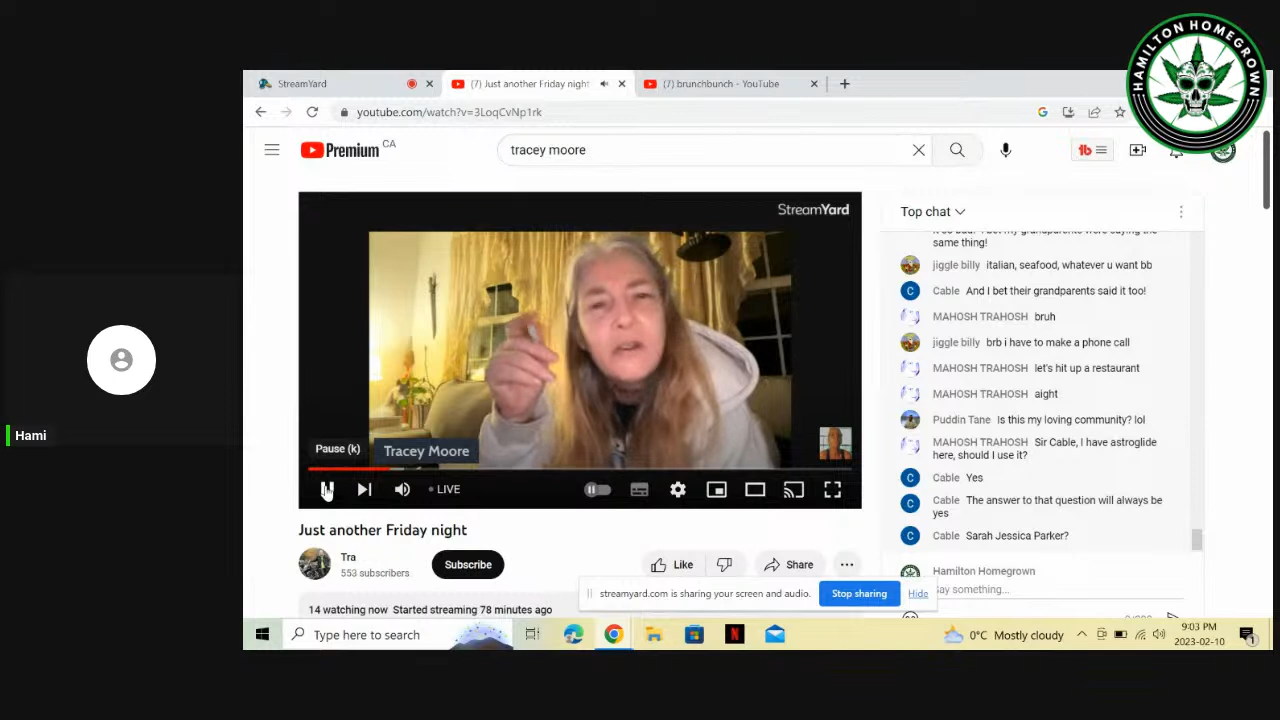 HAMILTON HOMEGROWN
StreamYard
(7) Just another Friday night
(7) brunchbunch - YouTube
youtube.com/watch?v=3LoqCvNp1rk
Premium CA
tracey moore
StreamYard
Pause (k)
Tracey Moore
LIVE
Just another Friday night
Tra
553 subscribers
Subscribe
Like
Share
14 watching now Started streaming 78 minutes ago
Top chat
same thing!
jiggle billy italian, seafood, whatever u want bb
Cable And I bet their grandparents said it too!
MAHOSH TRAHOSH bruh
jiggle billy brb i have to make a phone call
MAHOSH TRAHOSH let's hit up a restaurant
MAHOSH TRAHOSH aight
Puddin Tane Is this my loving community? lol
MAHOSH TRAHOSH Sir Cable, I have astroglide
here, should I use it?
Cable Yes
Cable The answer to that question will always be
yes
Cable Sarah Jessica Parker?
Hamilton Homegrown
Say something...
streamyard.com is sharing your screen and audio.
Stop sharing
Hide
Hami
Type here to search
0°C Mostly cloudy
9:03 PM
2023-02-10